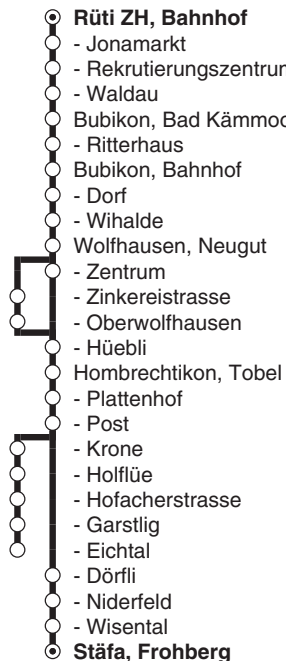 Rüti ZH, Bahnhof
- Jonamarkt
- Rekrutierungszentrum
- Waldau
Bubikon, Bad Kämmoo
- Ritterhaus
Bubikon, Bahnhof
- Dorf
- Wihalde
Wolfhausen, Neugut
- Zentrum
- Zinkereistrasse
- Oberwolfhausen
- Hüebli
Hombrechtikon, Tobel
- Plattenhof
- Post
- Krone
- Holflüe
- Hofacherstrasse
- Garstlig
- Eichtal
- Dörfli
- Niderfeld
- Wisental
Stäfa, Frohberg